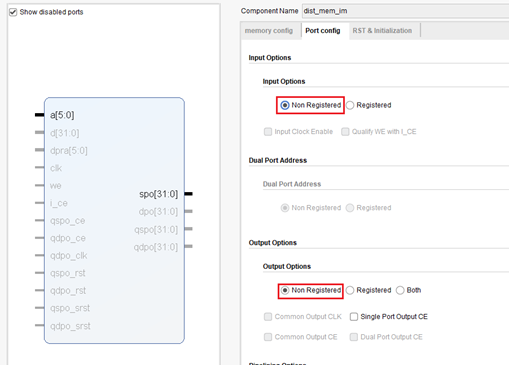 Show disabled ports
a[5:0]
d[31:0]
dpra[5:0]
clk
we
i_ce
qspo_ce
qdpo_ce
qdpo_clk
qspo_rst
qdpo_rst
qspo_srst
qdpo_srst
spo[31:0]
dpo[31:0]
qspo[31:0]
qdpo[31:0]
Component Name dist_mem_im
memory config Port config RST & Initialization
Input Options
Input Options
Non Registered Registered
Input Clock Enable Qualify WE with I_CE
Dual Port Address
Dual Port Address
Non Registered Registered
Output Options
Output Options
Non Registered Registered Both
Common Output CLK Single Port Output CE
Common Output CE Dual Port Output CE
Pipelining Options